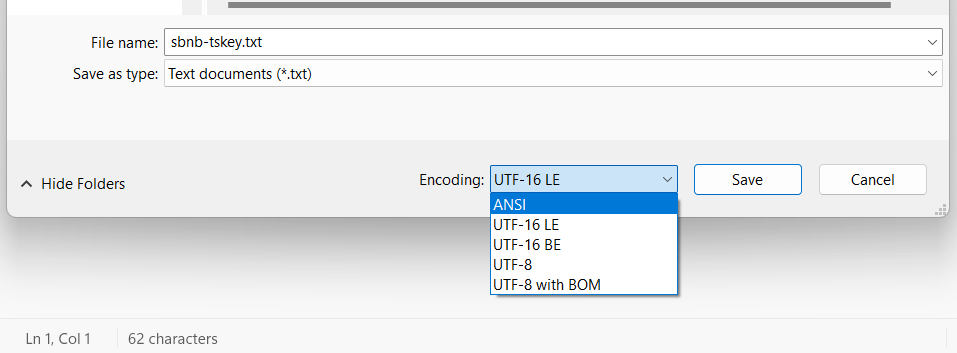 File name: sbnb-tskey.txt
Save as type: Text documents (*.txt)
Hide Folders Encoding: UTF-16 LE Save Cancel
ANSI
UTF-16 LE
UTF-16 BE
UTF-8
UTF-8 with BOM
Ln 1, Col 1 62 characters